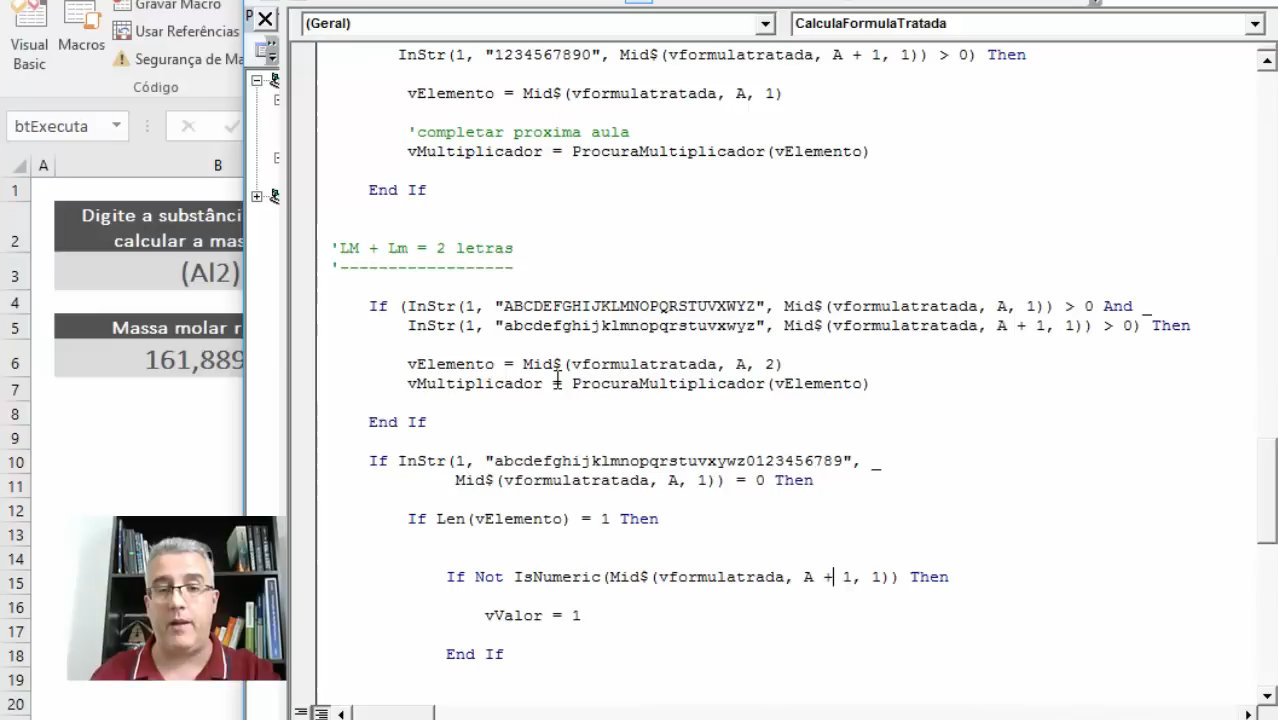 Gravar Macro
Usar Referências
Segurança de Ma
Visual
Basic
Macros
Código
btExecuta
A
B
1
2
3
4
5
6
7
8
9
10
11
12
13
14
15
16
17
18
19
20
Digite a substânci
calcular a mas
(Al2)
Massa molar r
161,889
P
(Geral)
CalculaFormulaTratada
InStr(1, "1234567890", Mid$(vformulatratada, A + 1, 1)) > 0) Then
vElemento = Mid$(vformulatratada, A, 1)
'completar proxima aula
vMultiplicador = ProcuraMultiplicador(vElemento)
End If
'LM + Lm = 2 letras
'------------------
If (InStr(1, "ABCDEFGHIJKLMNOPQRSTUVXWYZ", Mid$(vformulatratada, A, 1)) > 0 And _
InStr(1, "abcdefghijklmnopqrstuvxwyz", Mid$(vformulatratada, A + 1, 1)) > 0) Then
vElemento = Mid$(vformulatratada, A, 2)
vMultiplicador = ProcuraMultiplicador(vElemento)
End If
If InStr(1, "abcdefghijklmnopqrstuvxywz0123456789", _
Mid$(vformulatratada, A, 1)) = 0 Then
If Len(vElemento) = 1 Then
If Not IsNumeric(Mid$(vformulatrada, A + 1, 1)) Then
vValor = 1
End If